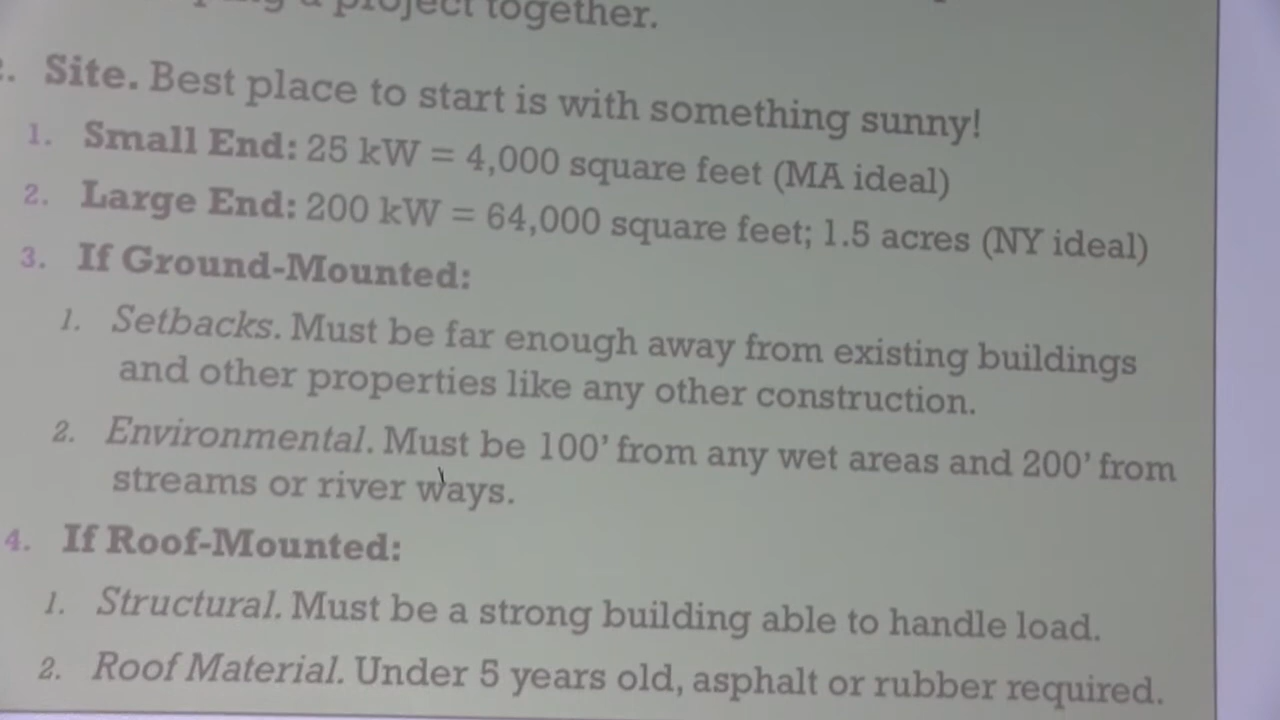 a project together.
Site. Best place to start is with something sunny!
1. Small End: 25 kW = 4,000 square feet (MA ideal)
2. Large End: 200 kW = 64,000 square feet; 1.5 acres (NY ideal)
3. If Ground-Mounted:
1. Setbacks. Must be far enough away from existing buildings
and other properties like any other construction.
2. Environmental. Must be 100’ from any wet areas and 200’ from
streams or river ways.
4. If Roof-Mounted:
1. Structural. Must be a strong building able to handle load.
2. Roof Material. Under 5 years old, asphalt or rubber required.